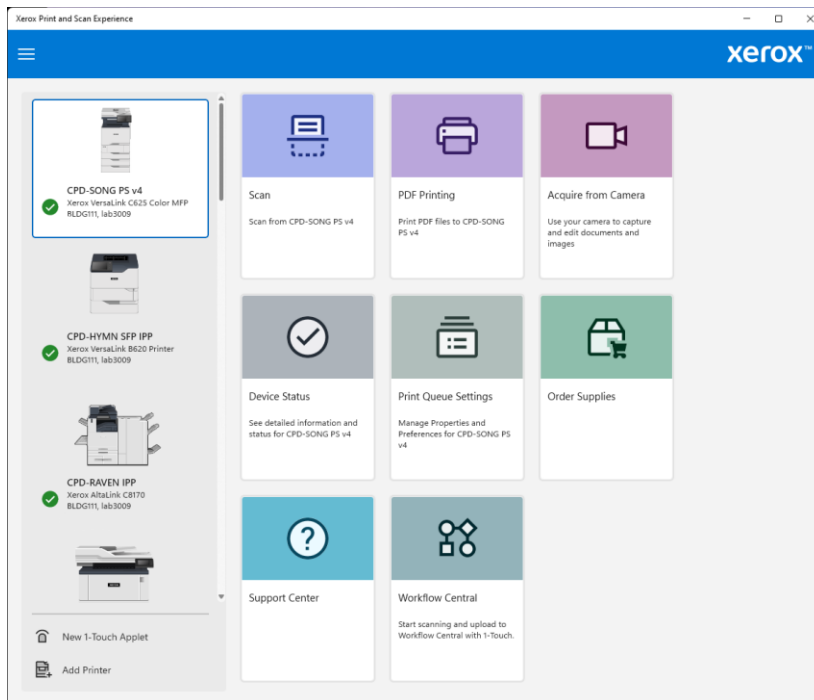 Xerox Print and Scan Experience
xerox™
CPD-SONG PS v4
Xerox VersaLink C625 Color MFP
BLDG111, lab3009
CPD-HYMN SFP IPP
Xerox VersaLink B620 Printer
BLDG111, lab3009
CPD-RAVEN IPP
Xerox AltaLink C8170
BLDG111, lab3009
New 1-Touch Applet
Add Printer
Scan
Scan from CPD-SONG PS v4
PDF Printing
Print PDF files to CPD-SONG
PS v4
Acquire from Camera
Use your camera to capture
and edit documents and
images
Device Status
See detailed information and
status for CPD-SONG PS v4
Print Queue Settings
Manage Properties and
Preferences for CPD-SONG PS
v4
Order Supplies
Support Center
Workflow Central
Start scanning and upload to
Workflow Central with 1-Touch.